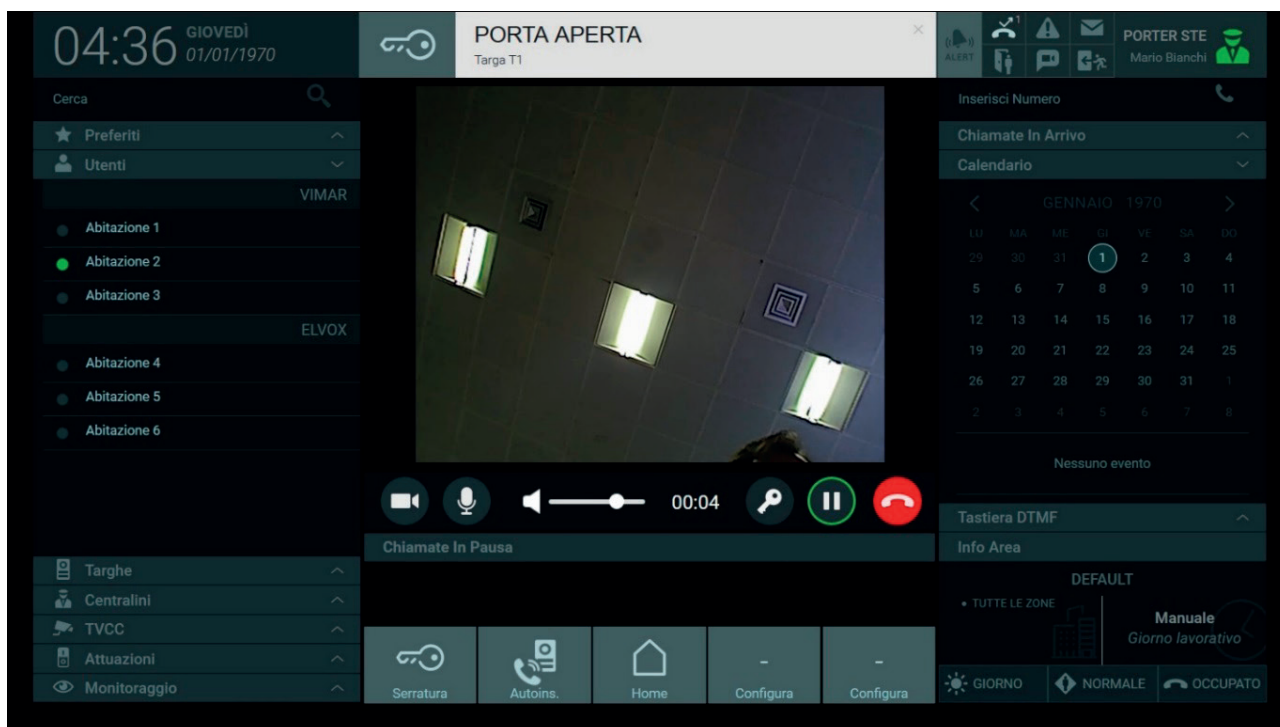 04:36
GIOVEDÌ
01/01/1970
PORTA APERTA
Targa T1
ALERT
1
PORTER STE
Mario Bianchi
Cerca
Preferiti
Utenti
VIMAR
Abitazione 1
Abitazione 2
Abitazione 3
ELVOX
Abitazione 4
Abitazione 5
Abitazione 6
Targhe
Centralini
TVCC
Attuazioni
Monitoraggio
00:04
Chiamate In Pausa
Serratura
Autoins.
Home
-
Configura
-
Configura
Inserisci Numero
Chiamate In Arrivo
Calendario
GENNAIO 1970
LU MA ME GI VE SA DO
29 30 31 1 2 3 4
5 6 7 8 9 10 11
12 13 14 15 16 17 18
19 20 21 22 23 24 25
26 27 28 29 30 31 1
2 3 4 5 6 7 8
Nessuno evento
Tastiera DTMF
Info Area
DEFAULT
• TUTTE LE ZONE
Manuale
Giorno lavorativo
GIORNO
NORMALE
OCCUPATO